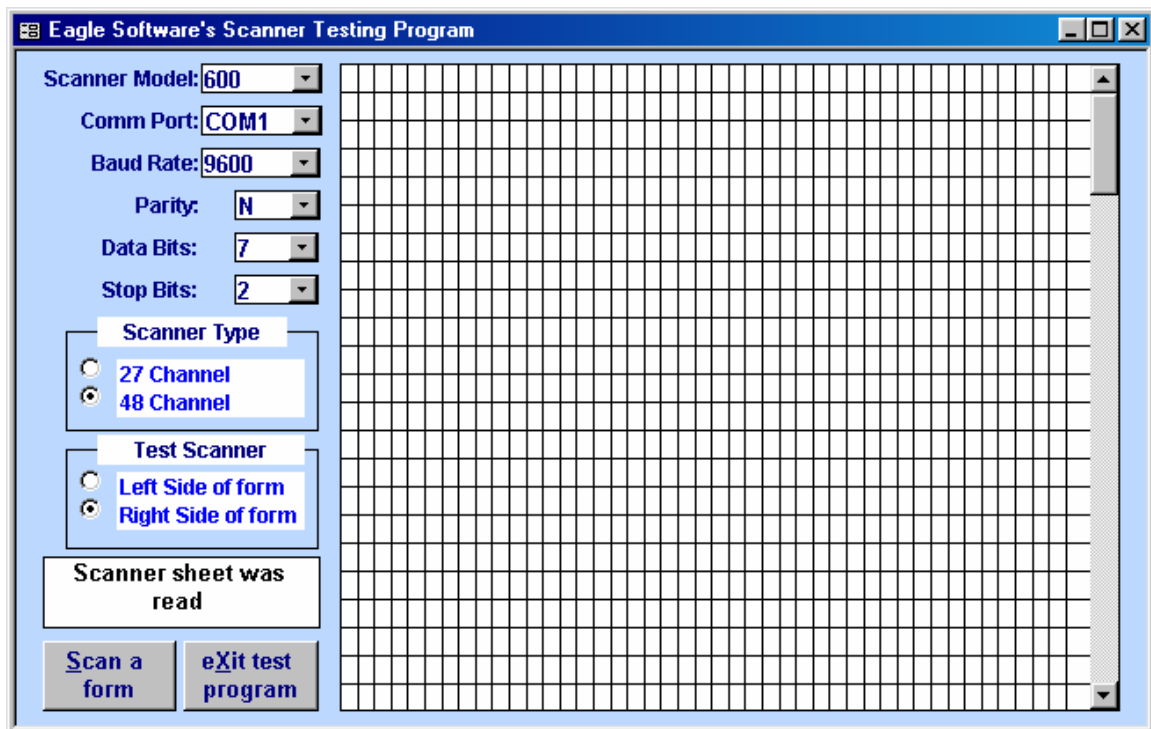 Eagle Software's Scanner Testing Program
Scanner Model: 600
Comm Port: COM1
Baud Rate: 9600
Parity: N
Data Bits: 7
Stop Bits: 2
Scanner Type
27 Channel
48 Channel
Test Scanner
Left Side of form
Right Side of form
Scanner sheet was
read
Scan a
form
eXit test
program